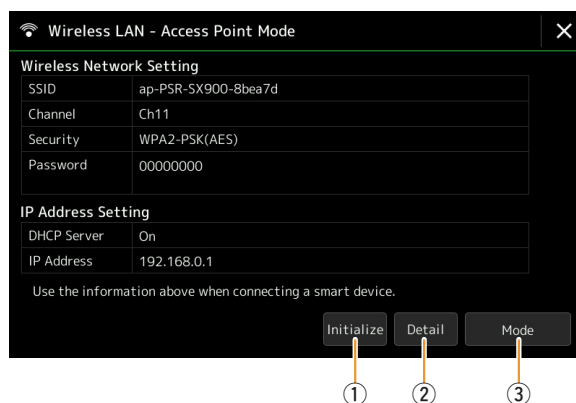 Wireless LAN - Access Point Mode
Wireless Network Setting
SSID ap-PSR-SX900-8bea7d
Channel Ch11
Security WPA2-PSK(AES)
Password 00000000
IP Address Setting
DHCP Server On
IP Address 192.168.0.1
Use the information above when connecting a smart device.
Initialize Detail Mode
① ② ③